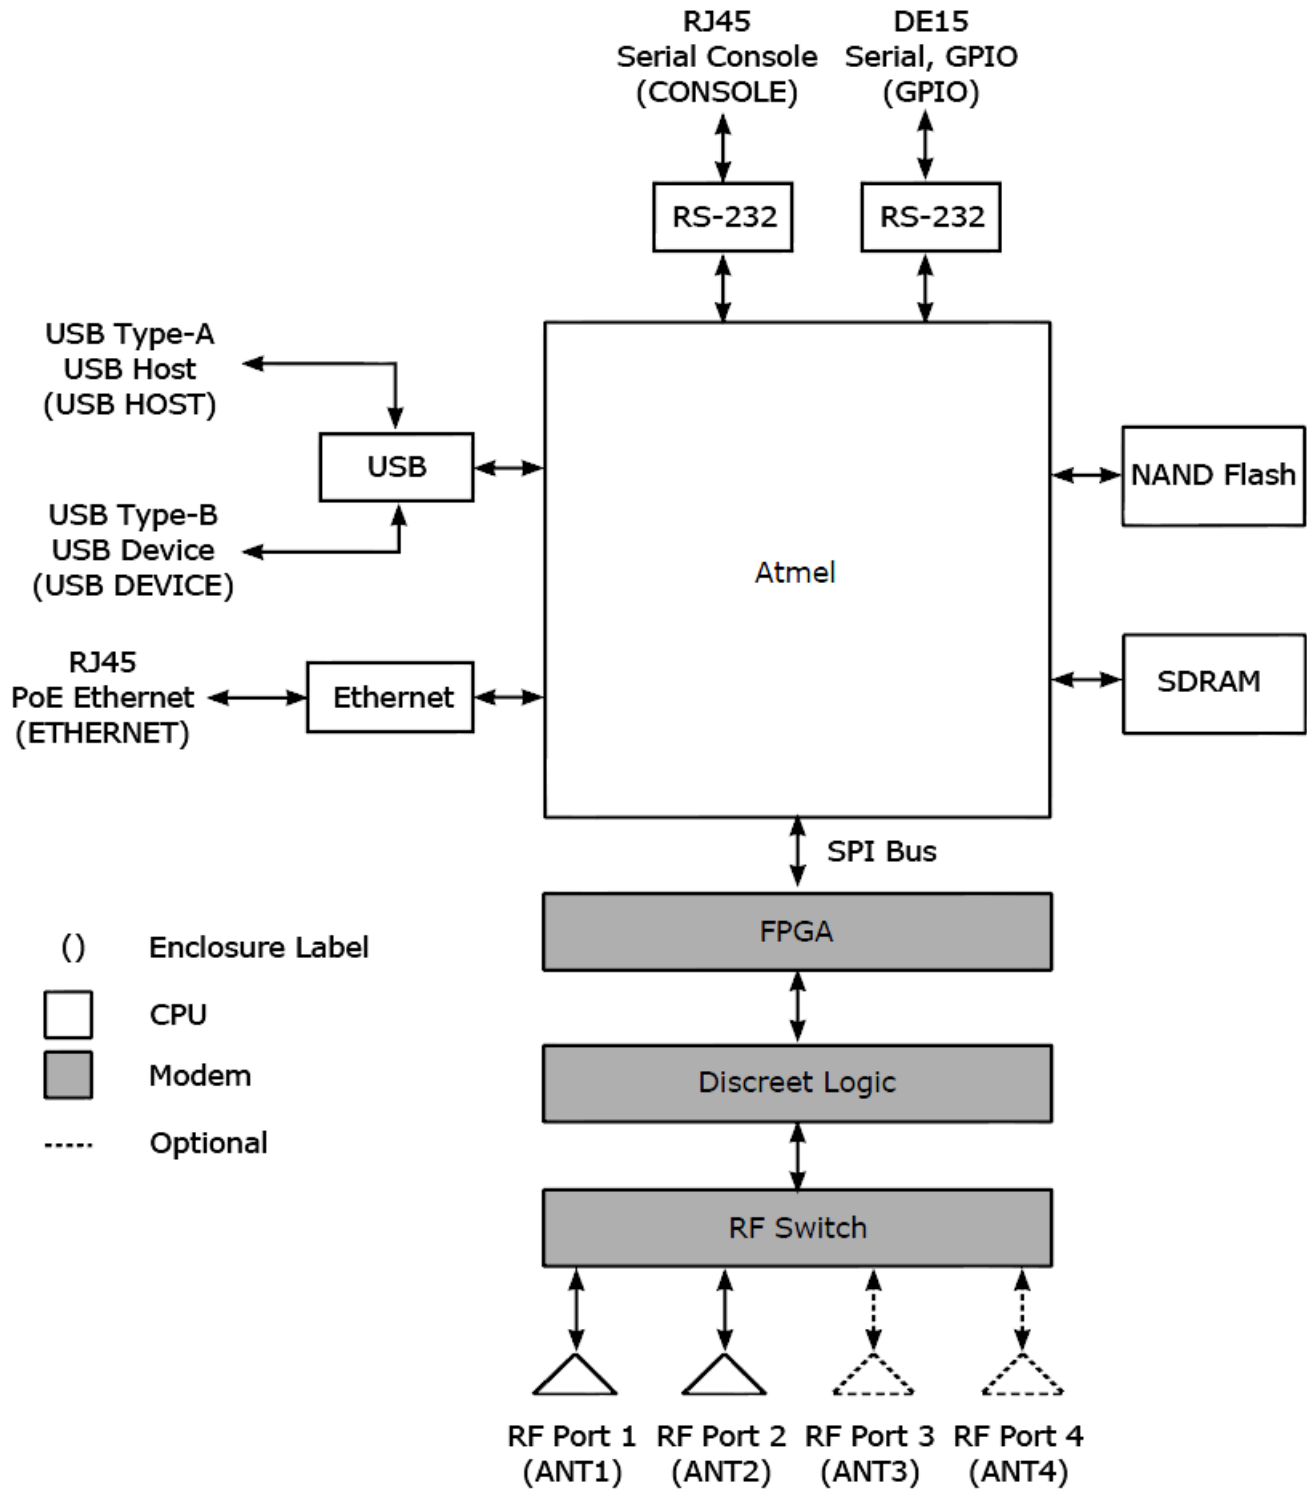 RJ45
Serial Console
(CONSOLE)
DE15
Serial, GPIO
(GPIO)
RS-232
RS-232
USB Type-A
USB Host
(USB HOST)
USB
USB Type-B
USB Device
(USB DEVICE)
RJ45
PoE Ethernet
(ETHERNET)
Ethernet
Atmel
NAND Flash
SDRAM
SPI Bus
FPGA
Discreet Logic
RF Switch
() Enclosure Label
CPU
Modem
Optional
RF Port 1
(ANT1)
RF Port 2
(ANT2)
RF Port 3
(ANT3)
RF Port 4
(ANT4)